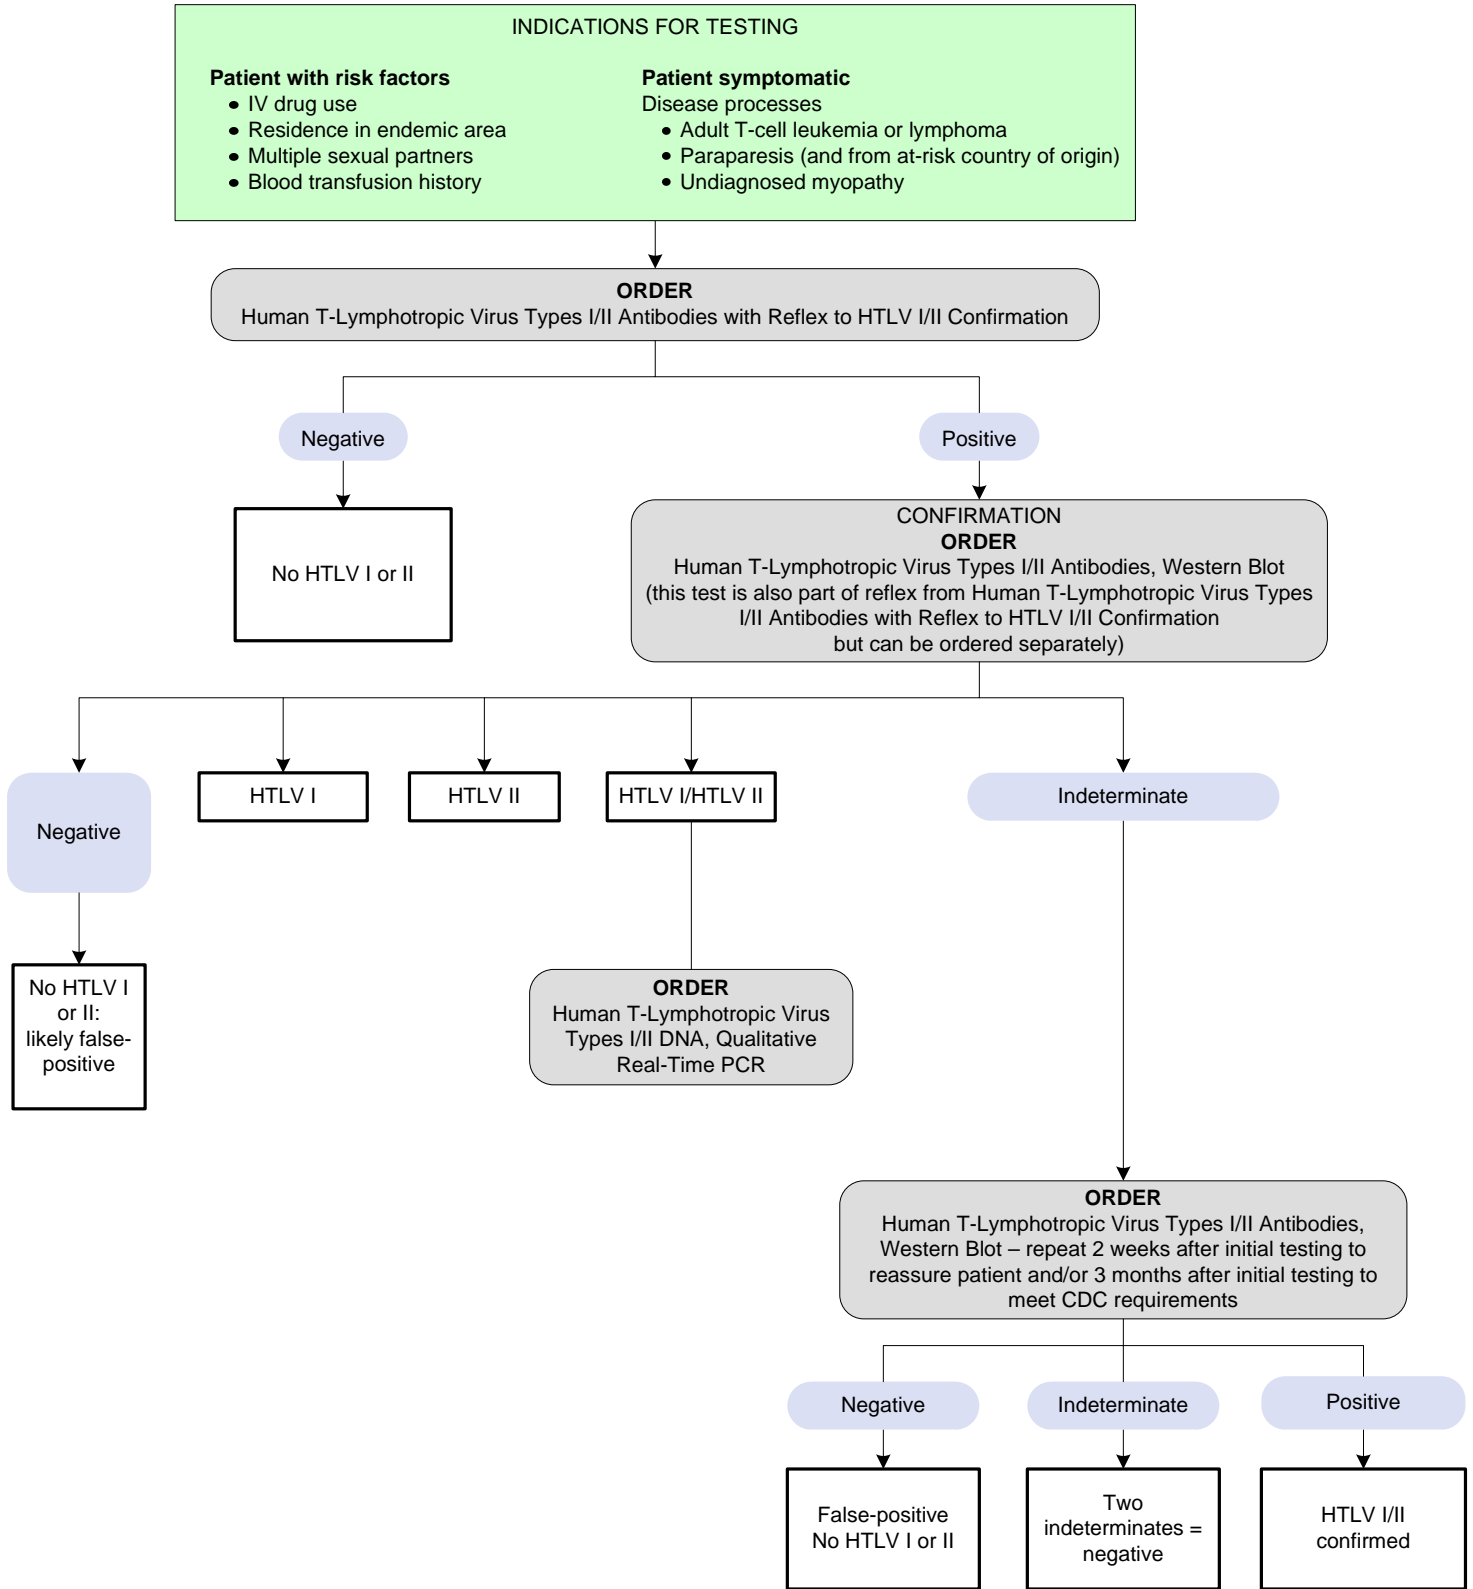 INDICATIONS FOR TESTING
Patient with risk factors
• IV drug use
• Residence in endemic area
• Multiple sexual partners
• Blood transfusion history
Patient symptomatic
Disease processes
• Adult T-cell leukemia or lymphoma
• Paraparesis (and from at-risk country of origin)
• Undiagnosed myopathy
ORDER
Human T-Lymphotropic Virus Types I/II Antibodies with Reflex to HTLV I/II Confirmation
Negative
Positive
No HTLV I or II
CONFIRMATION
ORDER
Human T-Lymphotropic Virus Types I/II Antibodies, Western Blot
(this test is also part of reflex from Human T-Lymphotropic Virus Types
I/II Antibodies with Reflex to HTLV I/II Confirmation
but can be ordered separately)
Negative
HTLV I
HTLV II
HTLV I/HTLV II
Indeterminate
No HTLV I
or II:
likely false-
positive
ORDER
Human T-Lymphotropic Virus
Types I/II DNA, Qualitative
Real-Time PCR
ORDER
Human T-Lymphotropic Virus Types I/II Antibodies,
Western Blot – repeat 2 weeks after initial testing to
reassure patient and/or 3 months after initial testing to
meet CDC requirements
Negative
Indeterminate
Positive
False-positive
No HTLV I or II
Two
indeterminates =
negative
HTLV I/II
confirmed